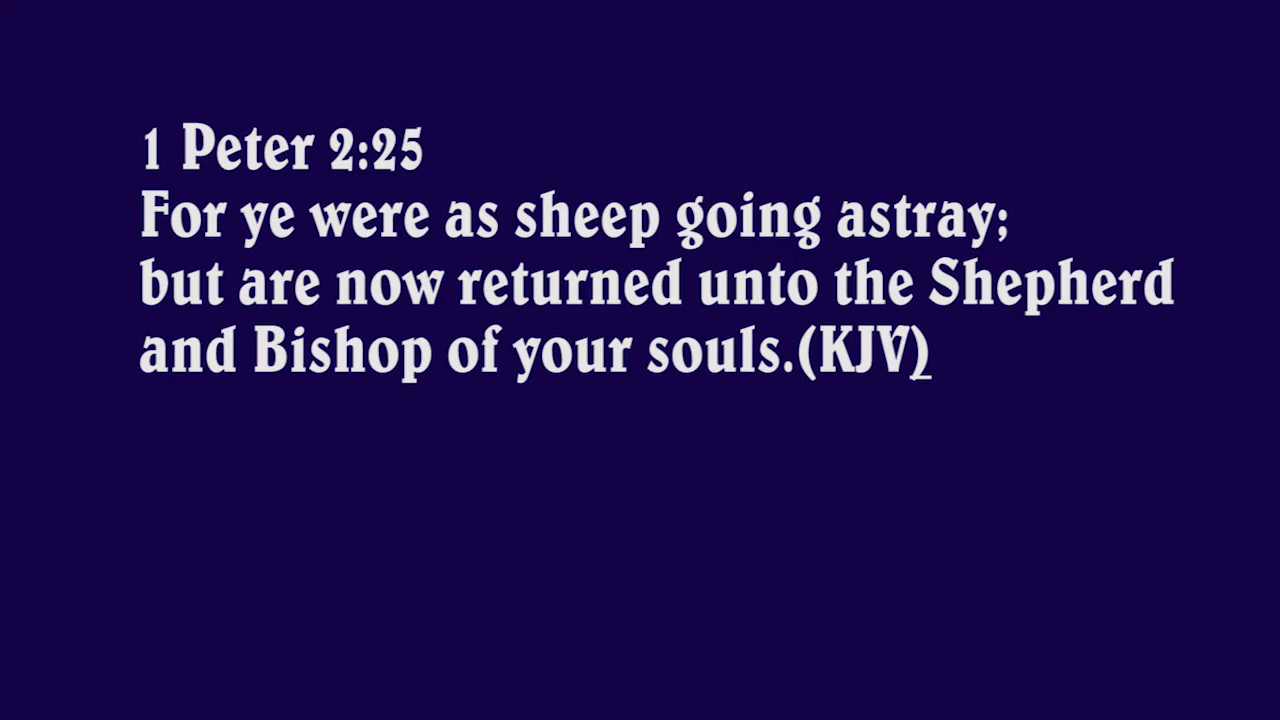 1 Peter 2:25
For ye were as sheep going astray;
but are now returned unto the Shepherd
and Bishop of your souls.(KJV)